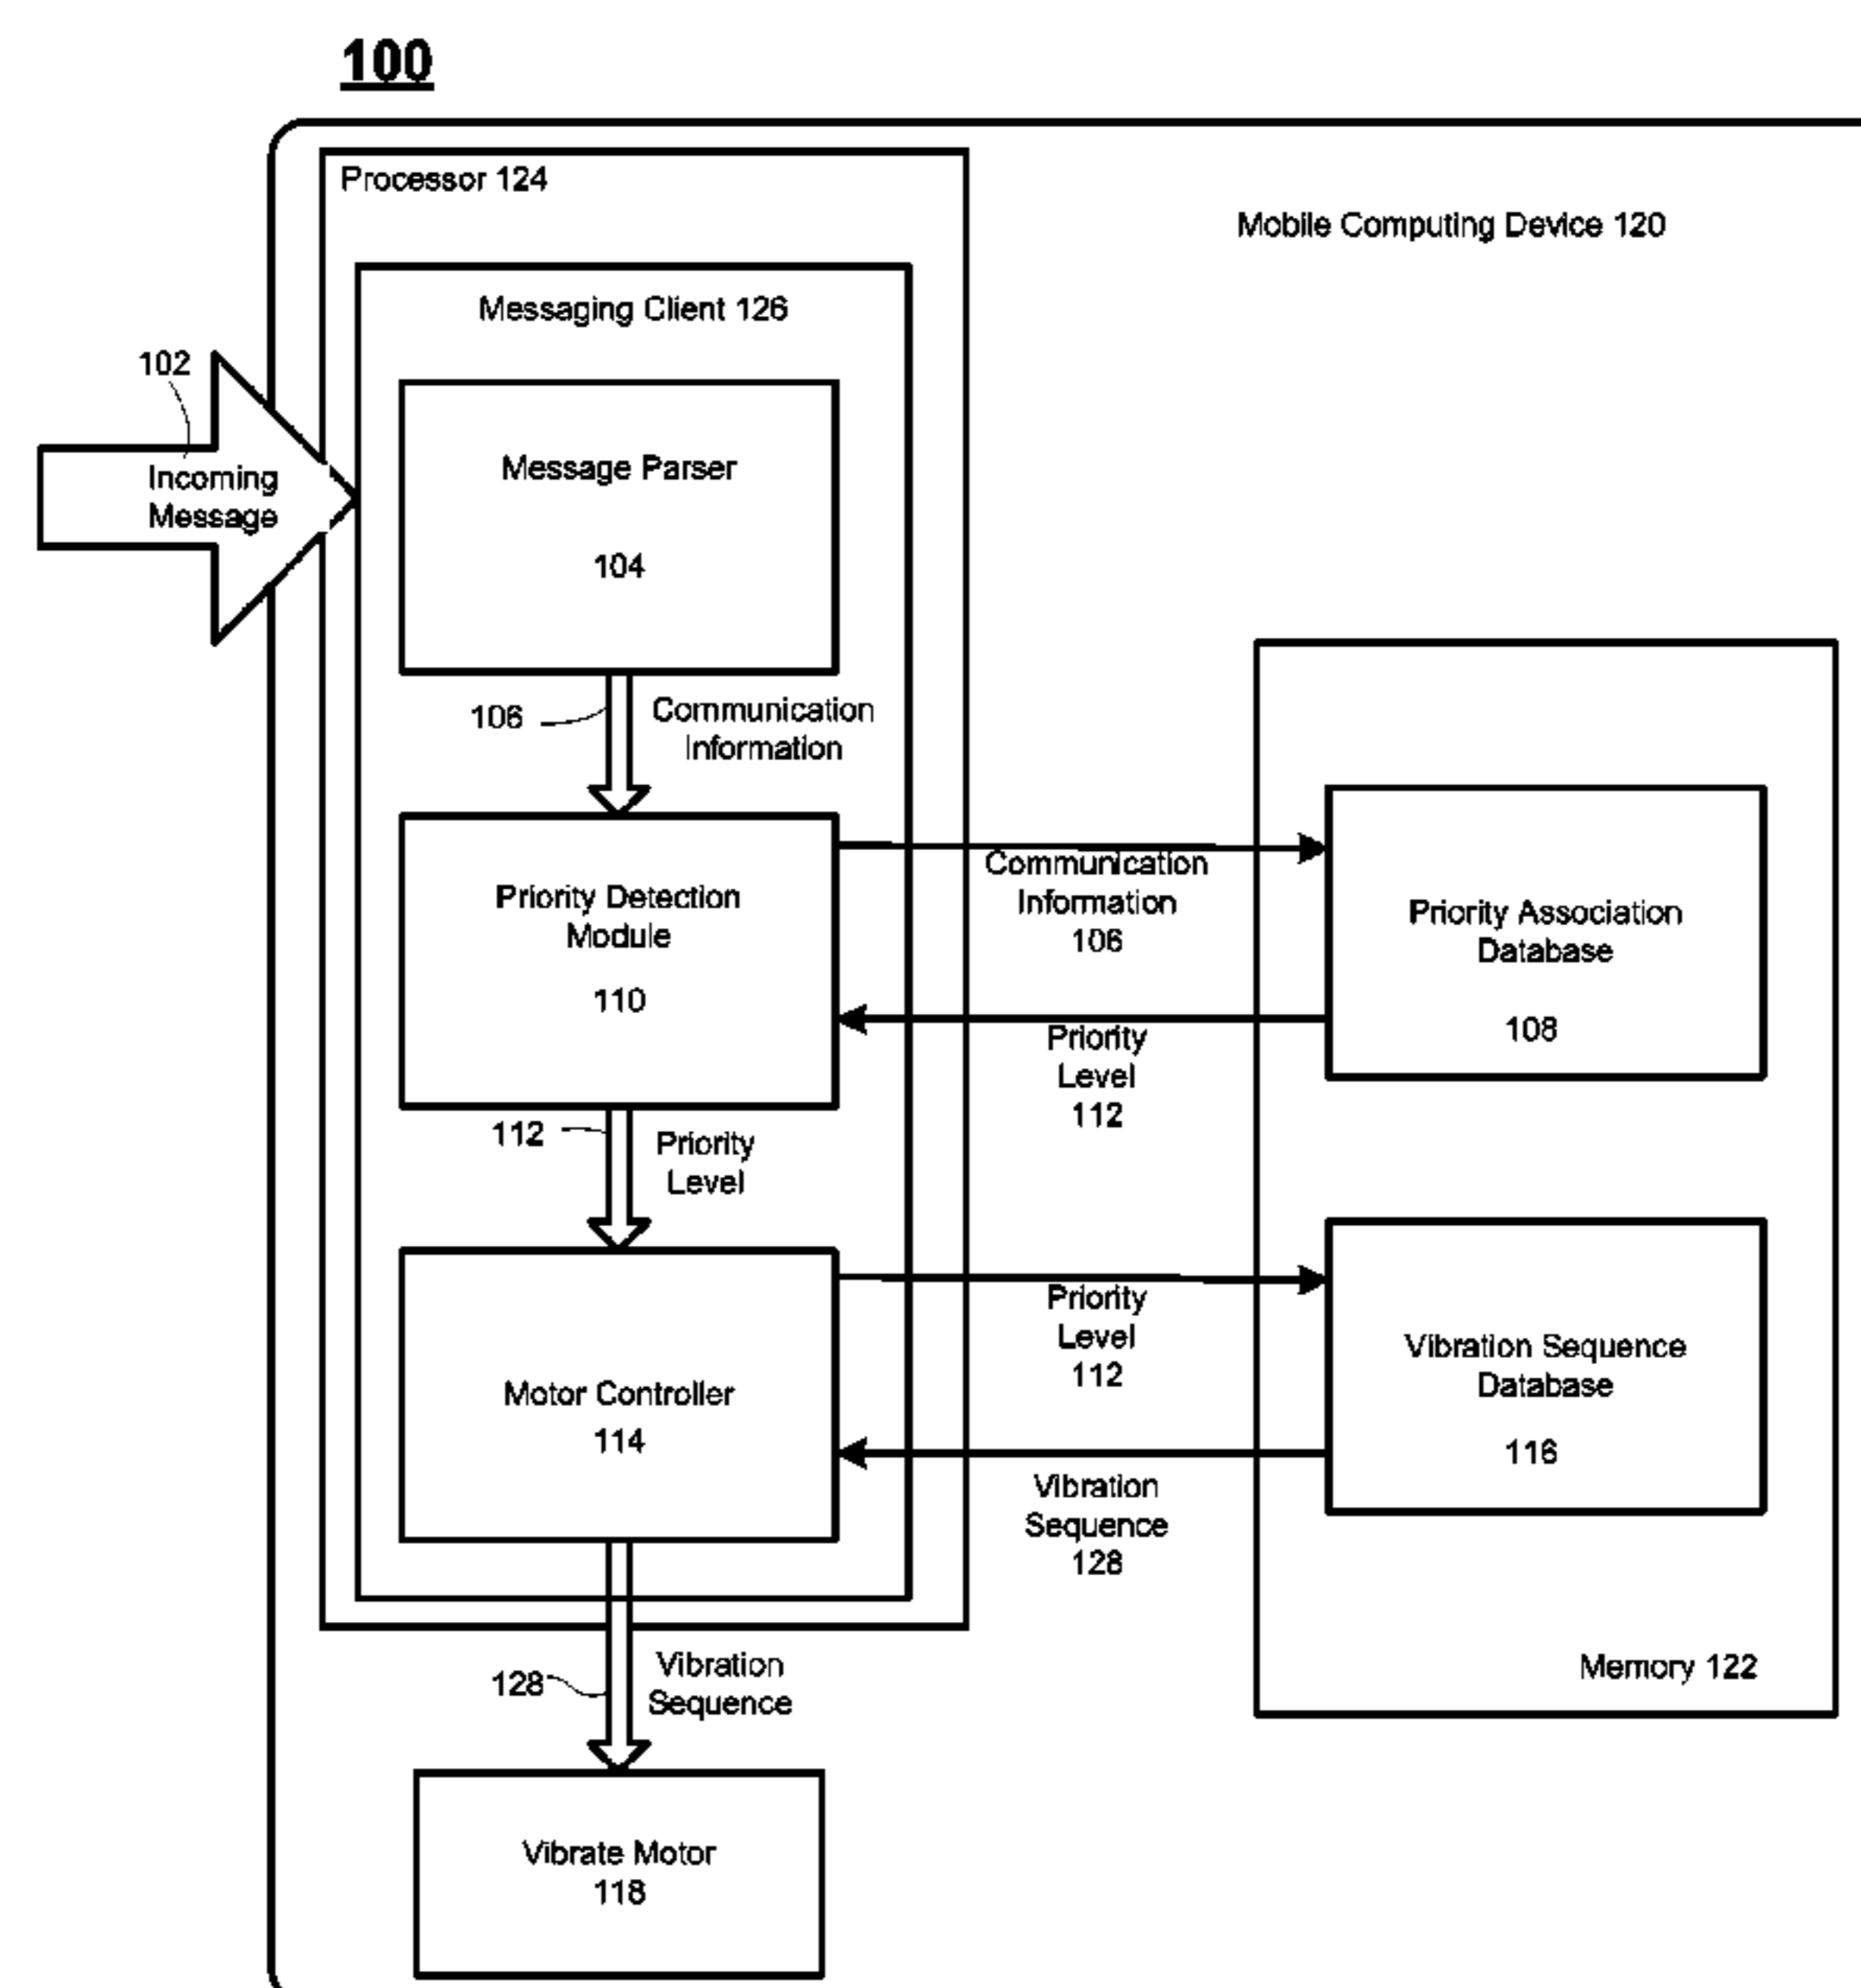 100
Processor 124
Mobile Computing Device 120
Messaging Client 126
102
Incoming
Message
Message Parser
104
106
Communication
Information
Priority Detection
Module
110
Communication
Information
106
Priority Association
Database
108
Priority
Level
112
112
Priority
Level
Motor Controller
114
Priority
Level
112
Vibration Sequence
Database
116
Vibration
Sequence
128
128
Vibration
Sequence
Memory 122
Vibrate Motor
118